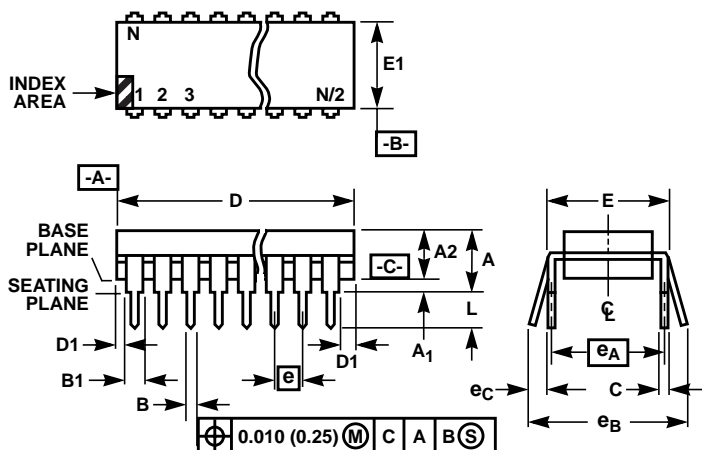 N
E1
INDEX
AREA
1 2 3 N/2
-B-
-A-
D
E
BASE
PLANE
A2
A
-C-
SEATING
PLANE
L
CL
D1
A1
D1
eA
B1
e
eC
C
B
eB
0.010 (0.25) M C A B S